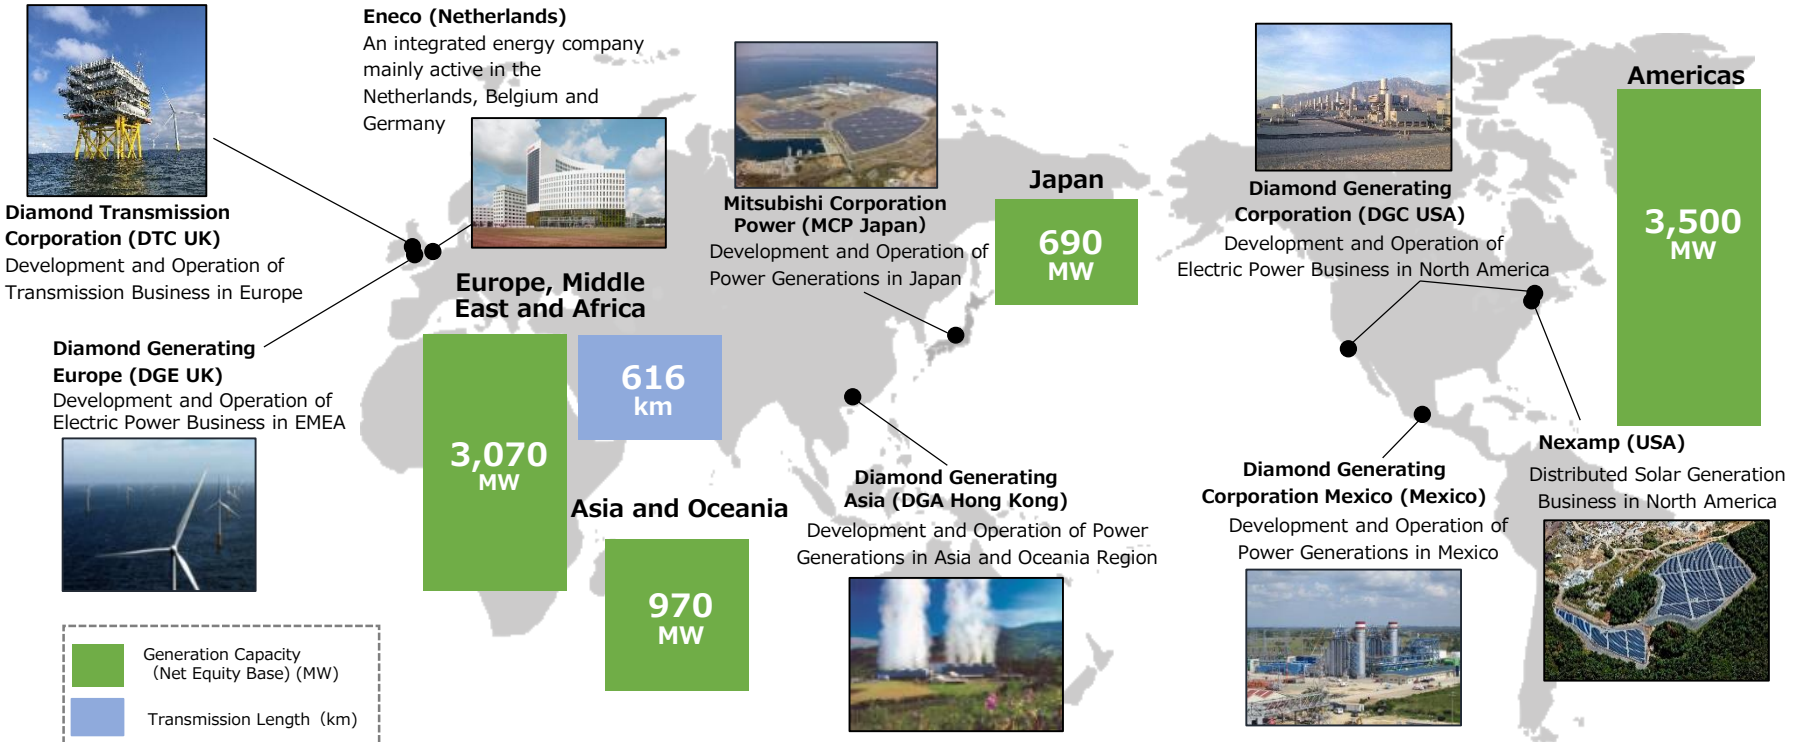 Eneco (Netherlands)
An integrated energy company
mainly active in the
Netherlands, Belgium and
Germany
Diamond Transmission
Corporation (DTC UK)
Development and Operation of
Transmission Business in Europe
Diamond Generating
Europe (DGE UK)
Development and Operation of
Electric Power Business in EMEA
Europe, Middle
East and Africa
3,070
MW
616
km
Asia and Oceania
970
MW
Mitsubishi Corporation
Power (MCP Japan)
Development and Operation of
Power Generations in Japan
Japan
690
MW
Diamond Generating
Asia (DGA Hong Kong)
Development and Operation of Power
Generations in Asia and Oceania Region
Diamond Generating
Corporation (DGC USA)
Development and Operation of
Electric Power Business in North America
Americas
3,500
MW
Diamond Generating
Corporation Mexico (Mexico)
Development and Operation of
Power Generations in Mexico
Nexamp (USA)
Distributed Solar Generation
Business in North America
Generation Capacity
(Net Equity Base) (MW)
Transmission Length (km)